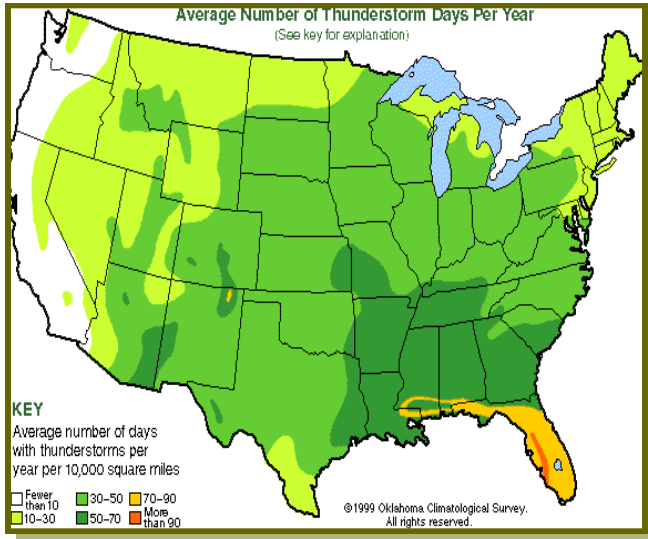 Average Number of Thunderstorm Days Per Year
(See key for explanation)
KEY
Average number of days
with thunderstorms per
year per 10,000 square miles
Fewer
than 10
10–30
30–50
50–70
70–90
More
than 90
©1999 Oklahoma Climatological Survey.
All rights reserved.